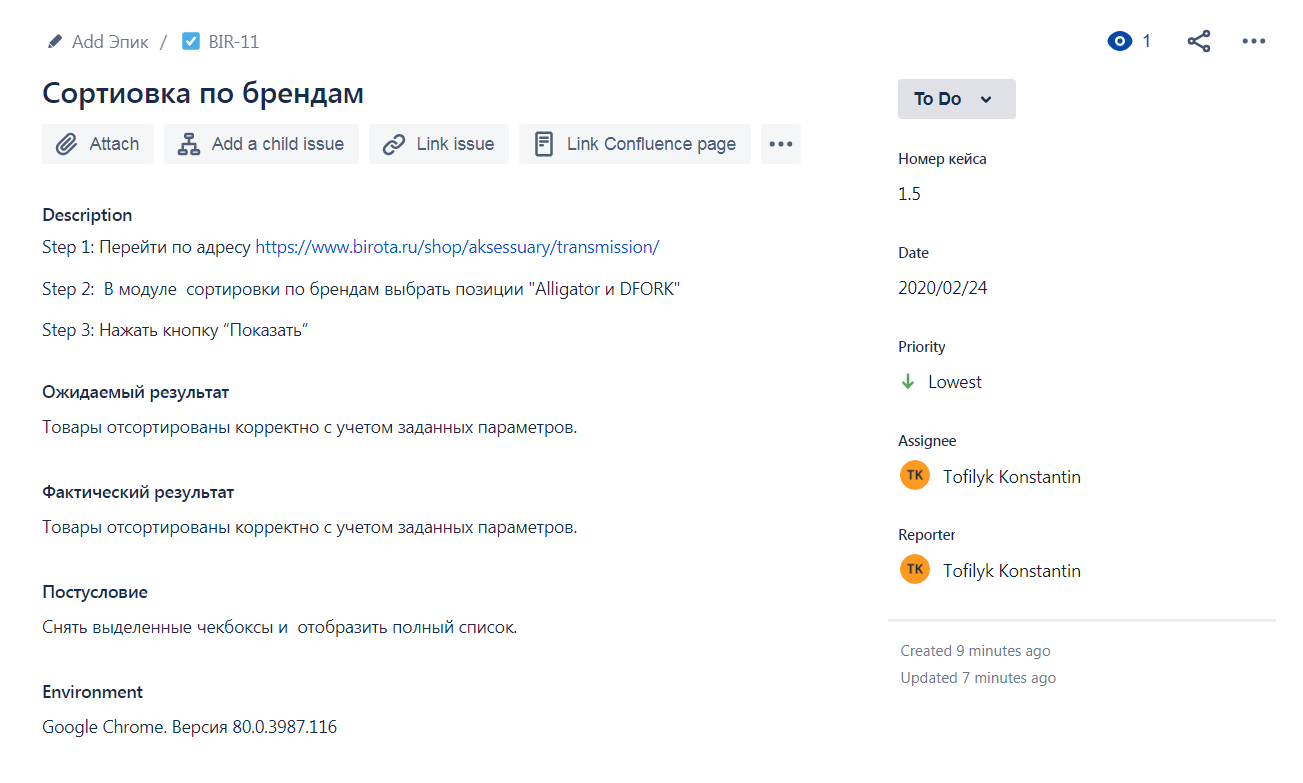 Add Эпик / BIR-11
1
Сортиовка по брендам
To Do
Attach
Add a child issue
Link issue
Link Confluence page
Номер кейса
1.5
Description
Step 1: Перейти по адресу https://www.birota.ru/shop/aksessuary/transmission/
Step 2:  В модуле  сортировки по брендам выбрать позиции "Alligator и DFORK"
Step 3: Нажать кнопку “Показать“
Date
2020/02/24
Priority
Lowest
Ожидаемый результат
Товары отсортированы корректно с учетом заданных параметров.
Assignee
TK Tofilyk Konstantin
Фактический результат
Товары отсортированы корректно с учетом заданных параметров.
Reporter
TK Tofilyk Konstantin
Постусловие
Снять выделенные чекбоксы и  отобразить полный список.
Created 9 minutes ago
Updated 7 minutes ago
Environment
Google Chrome. Версия 80.0.3987.116